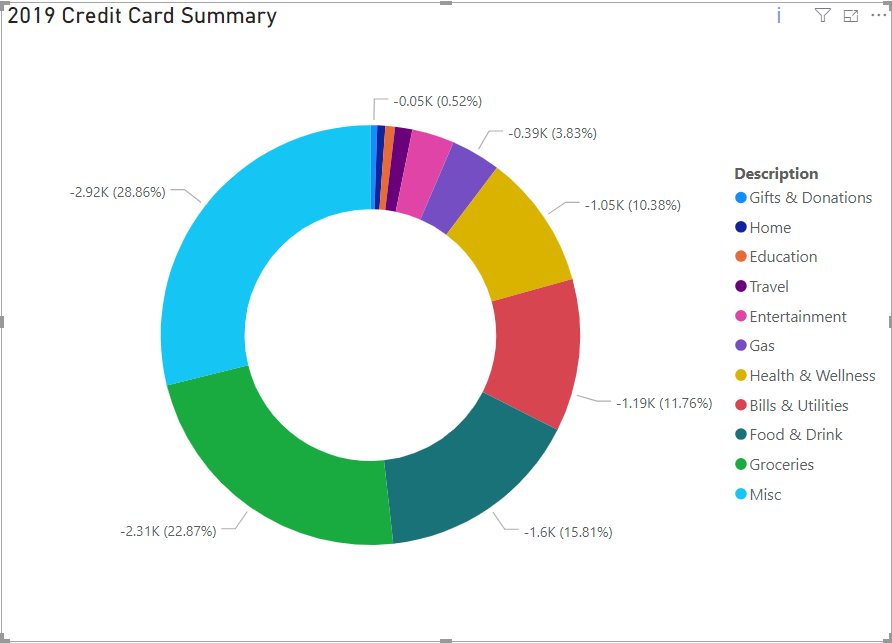 2019 Credit Card Summary
-0.05K (0.52%)
-0.39K (3.83%)
-2.92K (28.86%)
-1.05K (10.38%)
-1.19K (11.76%)
-2.31K (22.87%)
-1.6K (15.81%)
Description
Gifts & Donations
Home
Education
Travel
Entertainment
Gas
Health & Wellness
Bills & Utilities
Food & Drink
Groceries
Misc